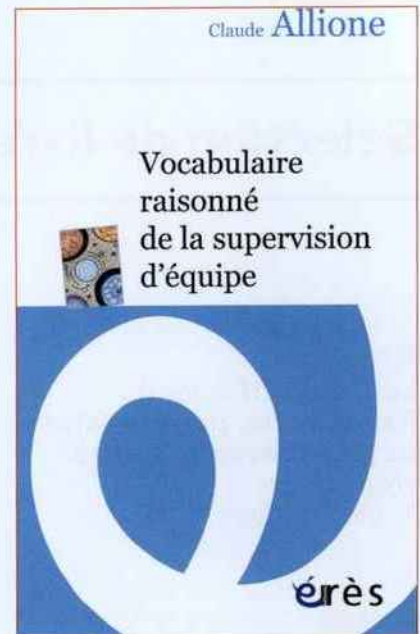 Claude Allione
Vocabulaire
raisonné
de la supervision
d'équipe
érès